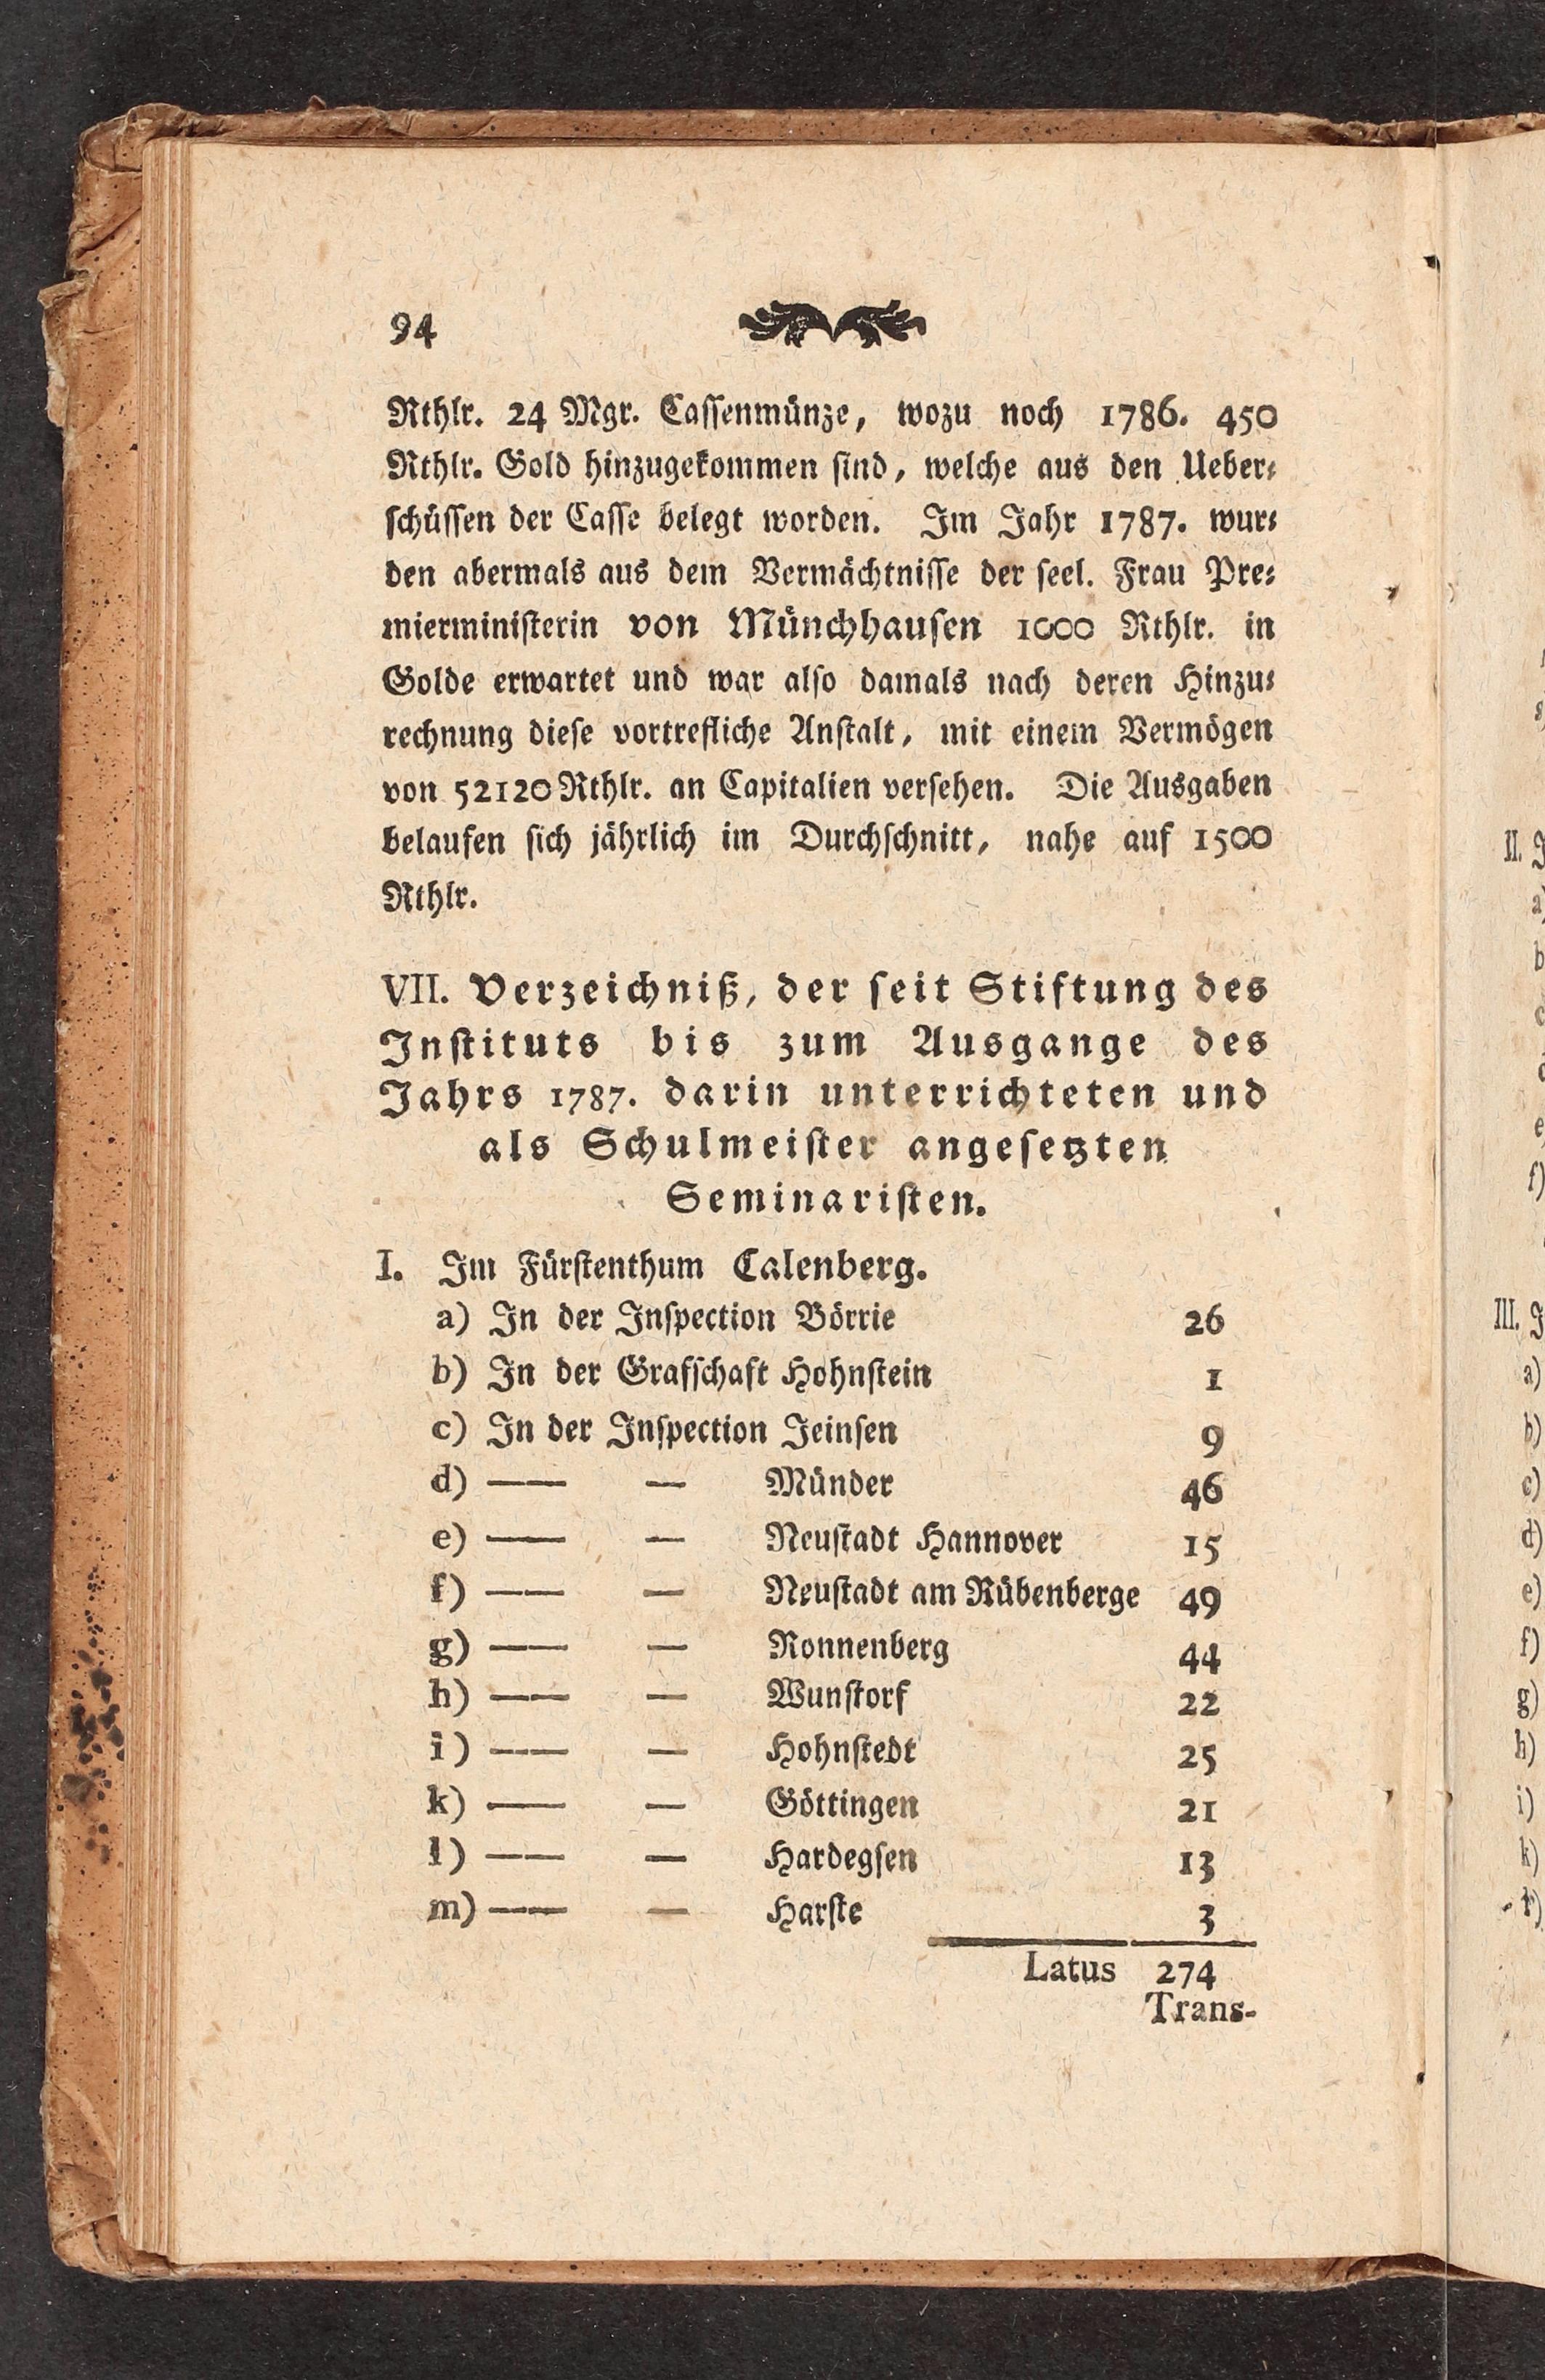 94
Rthlr. 24 Mgr. Caſſenmünze, wozu noch 1786. 450
Rthlr. Gold hinzugekommen ſind, welche aus den Ueber⸗
ſchüſſen der Caſſe belegt worden. Im Jahr 1787. wur⸗
den abermals aus dem Vermächtniſſe der ſeel. Frau Pre⸗
mierminiſterin von Münchhauſen 1000 Rthlr. in
Golde erwartet und war alſo damals nach deren Hinzu⸗
rechnung dieſe vortrefliche Anſtalt, mit einem Vermögen
von 52120 Rthlr. an Capitalien verſehen. Die Ausgaben
belaufen ſich jährlich im Durchſchnitt, nahe auf 1500
Rthlr.
VII. Verzeichniß, der ſeit Stiftung des
Inſtituts bis zum Ausgange des
Jahrs 1787. darin unterrichteten und
als Schulmeiſter angeſetzten
Seminariſten.
I. Im Fürſtenthum Calenberg.
a) In der Inſpection Börrie 26
b) In der Grafſchaft Hohnſtein 1
c) In der Inſpection Jeinſen 9
d) —— — Münder 46
e) —— — Neuſtadt Hannover 15
f) —— — Neuſtadt am Rübenberge 49
g) —— — Ronnenberg 44
h) —— — Wunſtorf 22
i) —— — Hohnſtedt 25
k) —— — Göttingen 21
l) —— — Hardegſen 13
m) —— — Harſte 3
Latus 274
Trans-
II. J
a)
b
c
d
e)
f)
III. J
a)
b)
c)
d)
e)
f)
g)
h)
i)
k)